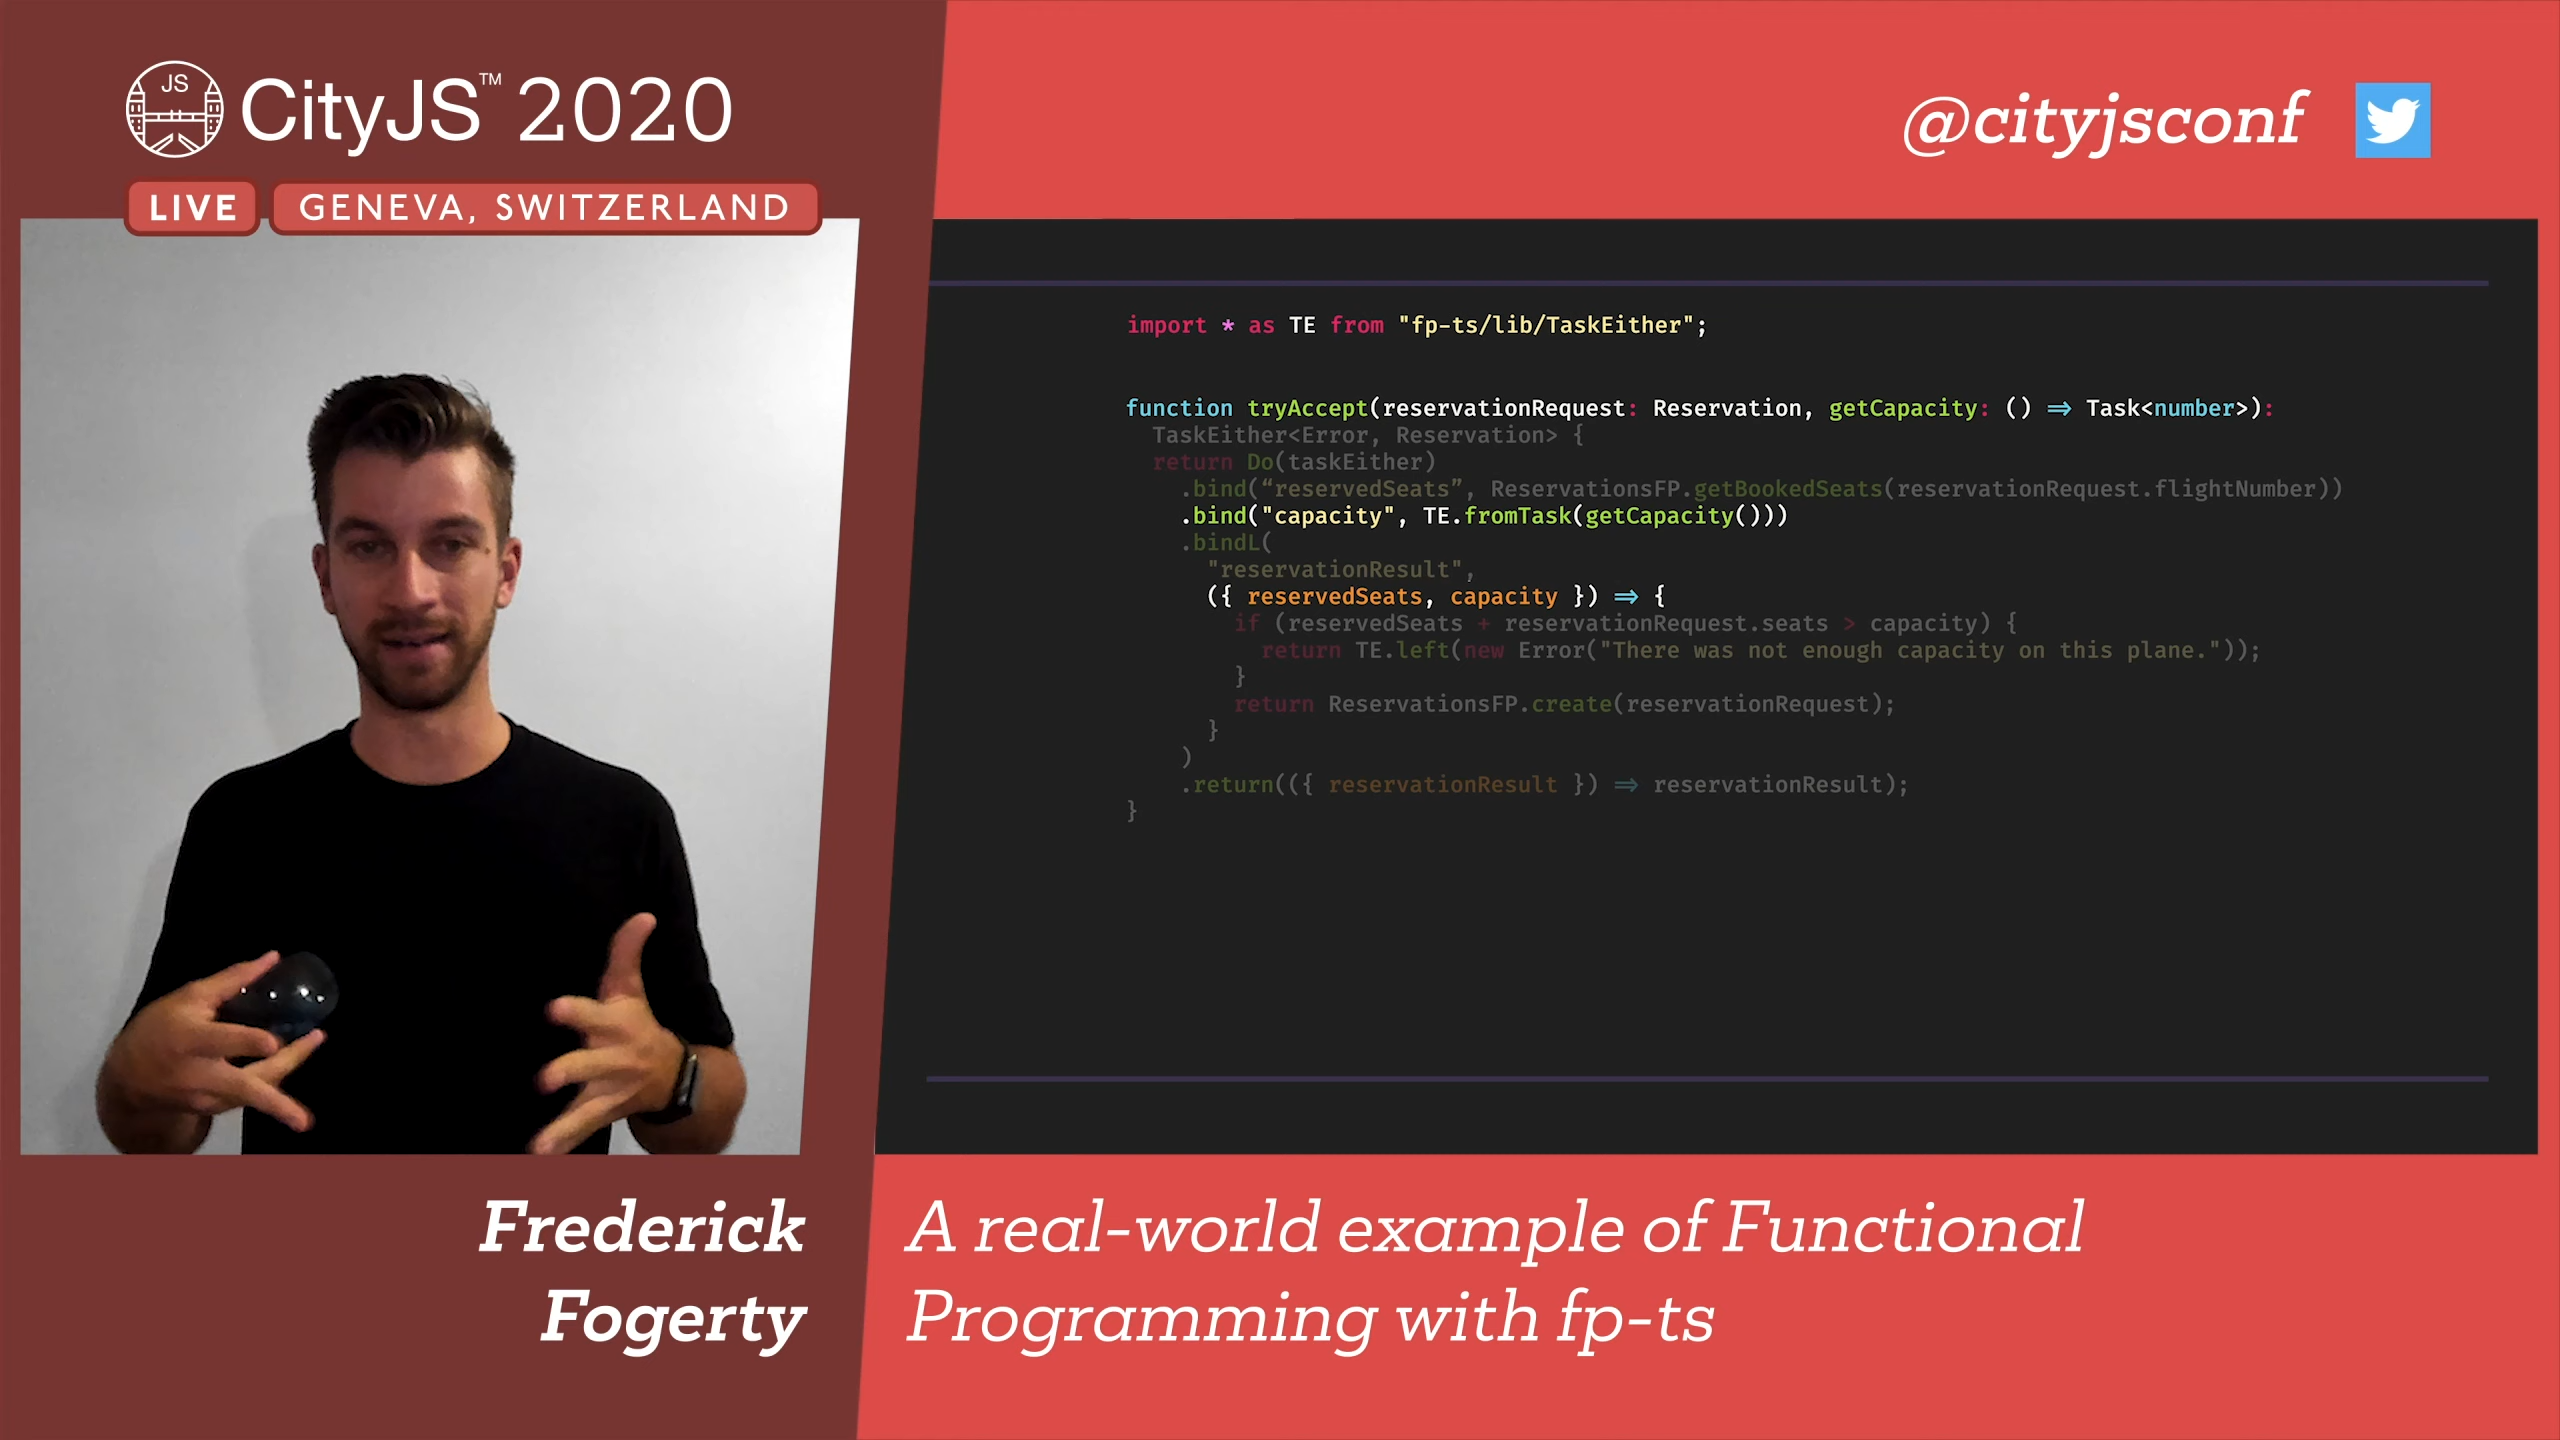 JS
CityJS™ 2020
LIVE GENEVA, SWITZERLAND
@cityjsconf
import * as TE from "fp-ts/lib/TaskEither";
function tryAccept(reservationRequest: Reservation, getCapacity: () ⇒ Task<number>):
TaskEither<Error, Reservation> {
return Do(taskEither)
.bind(“reservedSeats”, ReservationsFP.getBookedSeats(reservationRequest.flightNumber))
.bind("capacity", TE.fromTask(getCapacity()))
.bindL(
"reservationResult",
({ reservedSeats, capacity }) ⇒ {
if (reservedSeats + reservationRequest.seats > capacity) {
return TE.left(new Error("There was not enough capacity on this plane."));
}
return ReservationsFP.create(reservationRequest);
}
)
.return(({ reservationResult }) ⇒ reservationResult);
}
Frederick
Fogerty
A real-world example of Functional
Programming with fp-ts